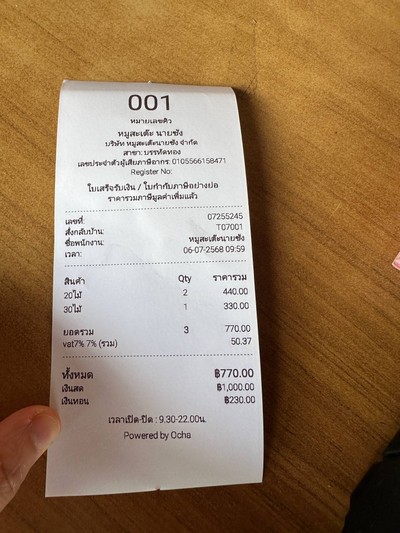 001
หมายเลขคิว
หมูสะเต๊ะ นายซัง
บริษัท หมูสะเต๊ะนายซัง จำกัด
สาขา: บรรทัดทอง
เลขประจำตัวผู้เสียภาษีอากร: 0105566158471
Register No:
ใบเสร็จรับเงิน / ใบกำกับภาษีอย่างย่อ
ราคารวมภาษีมูลค่าเพิ่มแล้ว
เลขที่: 07255245
สั่งกลับบ้าน: T07001
ชื่อพนักงาน: หมูสะเต๊ะนายซัง
เวลา: 06-07-2568 09:59
สินค้า Qty ราคารวม
20ไม้ 2 440.00
30ไม้ 1 330.00
ยอดรวม 3 770.00
vat7% 7% (รวม) 50.37
ทั้งหมด ฿770.00
เงินสด ฿1,000.00
เงินทอน ฿230.00
เวลาเปิด-ปิด : 9.30-22.00น.
Powered by Ocha